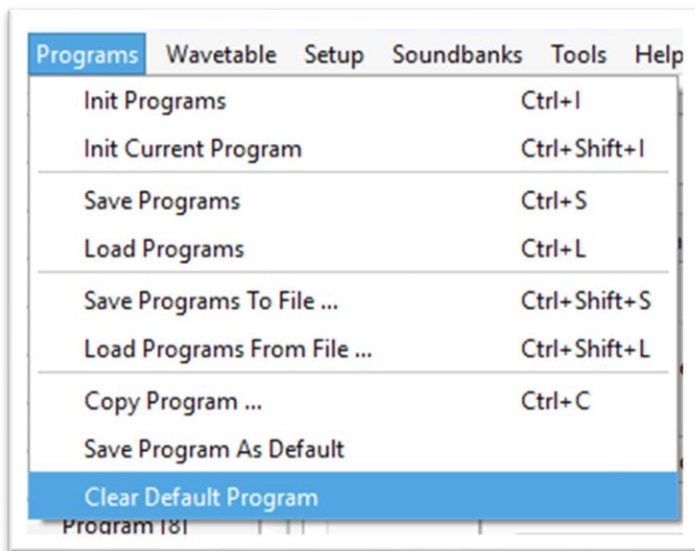 Programs Wavetable Setup Soundbanks Tools Help
Init Programs Ctrl+I
Init Current Program Ctrl+Shift+I
Save Programs Ctrl+S
Load Programs Ctrl+L
Save Programs To File ... Ctrl+Shift+S
Load Programs From File ... Ctrl+Shift+L
Copy Program ... Ctrl+C
Save Program As Default
Clear Default Program
Program [8]